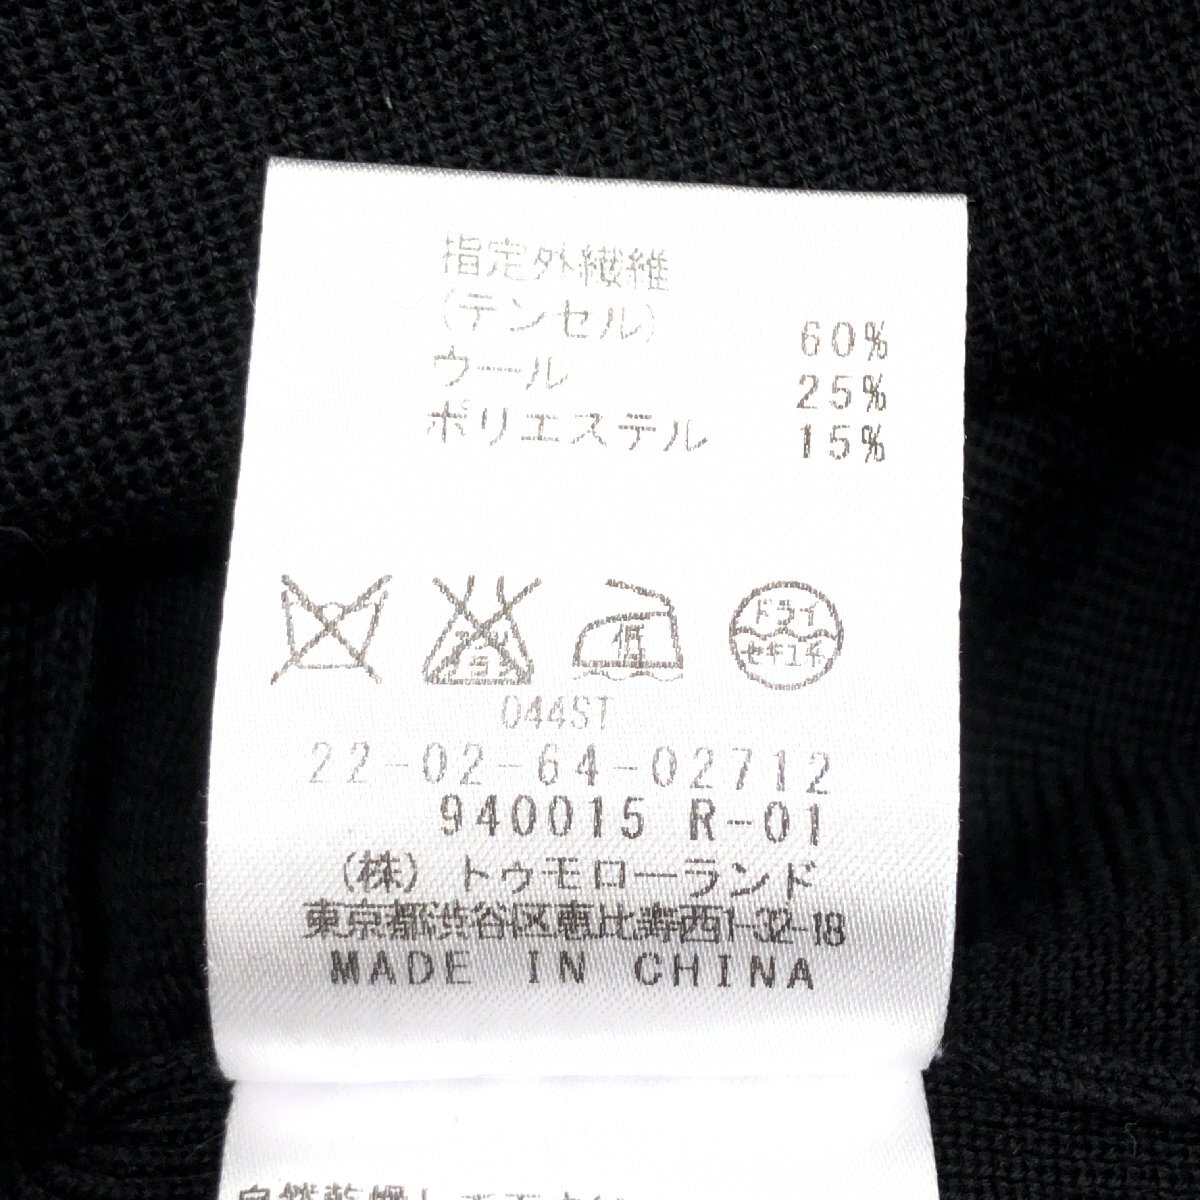 指定外繊維
(テンセル) 60%
ウール 25%
ポリエステル 15%
低
ドライ
セキユ系
044ST
22-02-64-02712
940015 R-01
(株) トゥモローランド
東京都渋谷区恵比寿西1-32-18
MADE IN CHINA